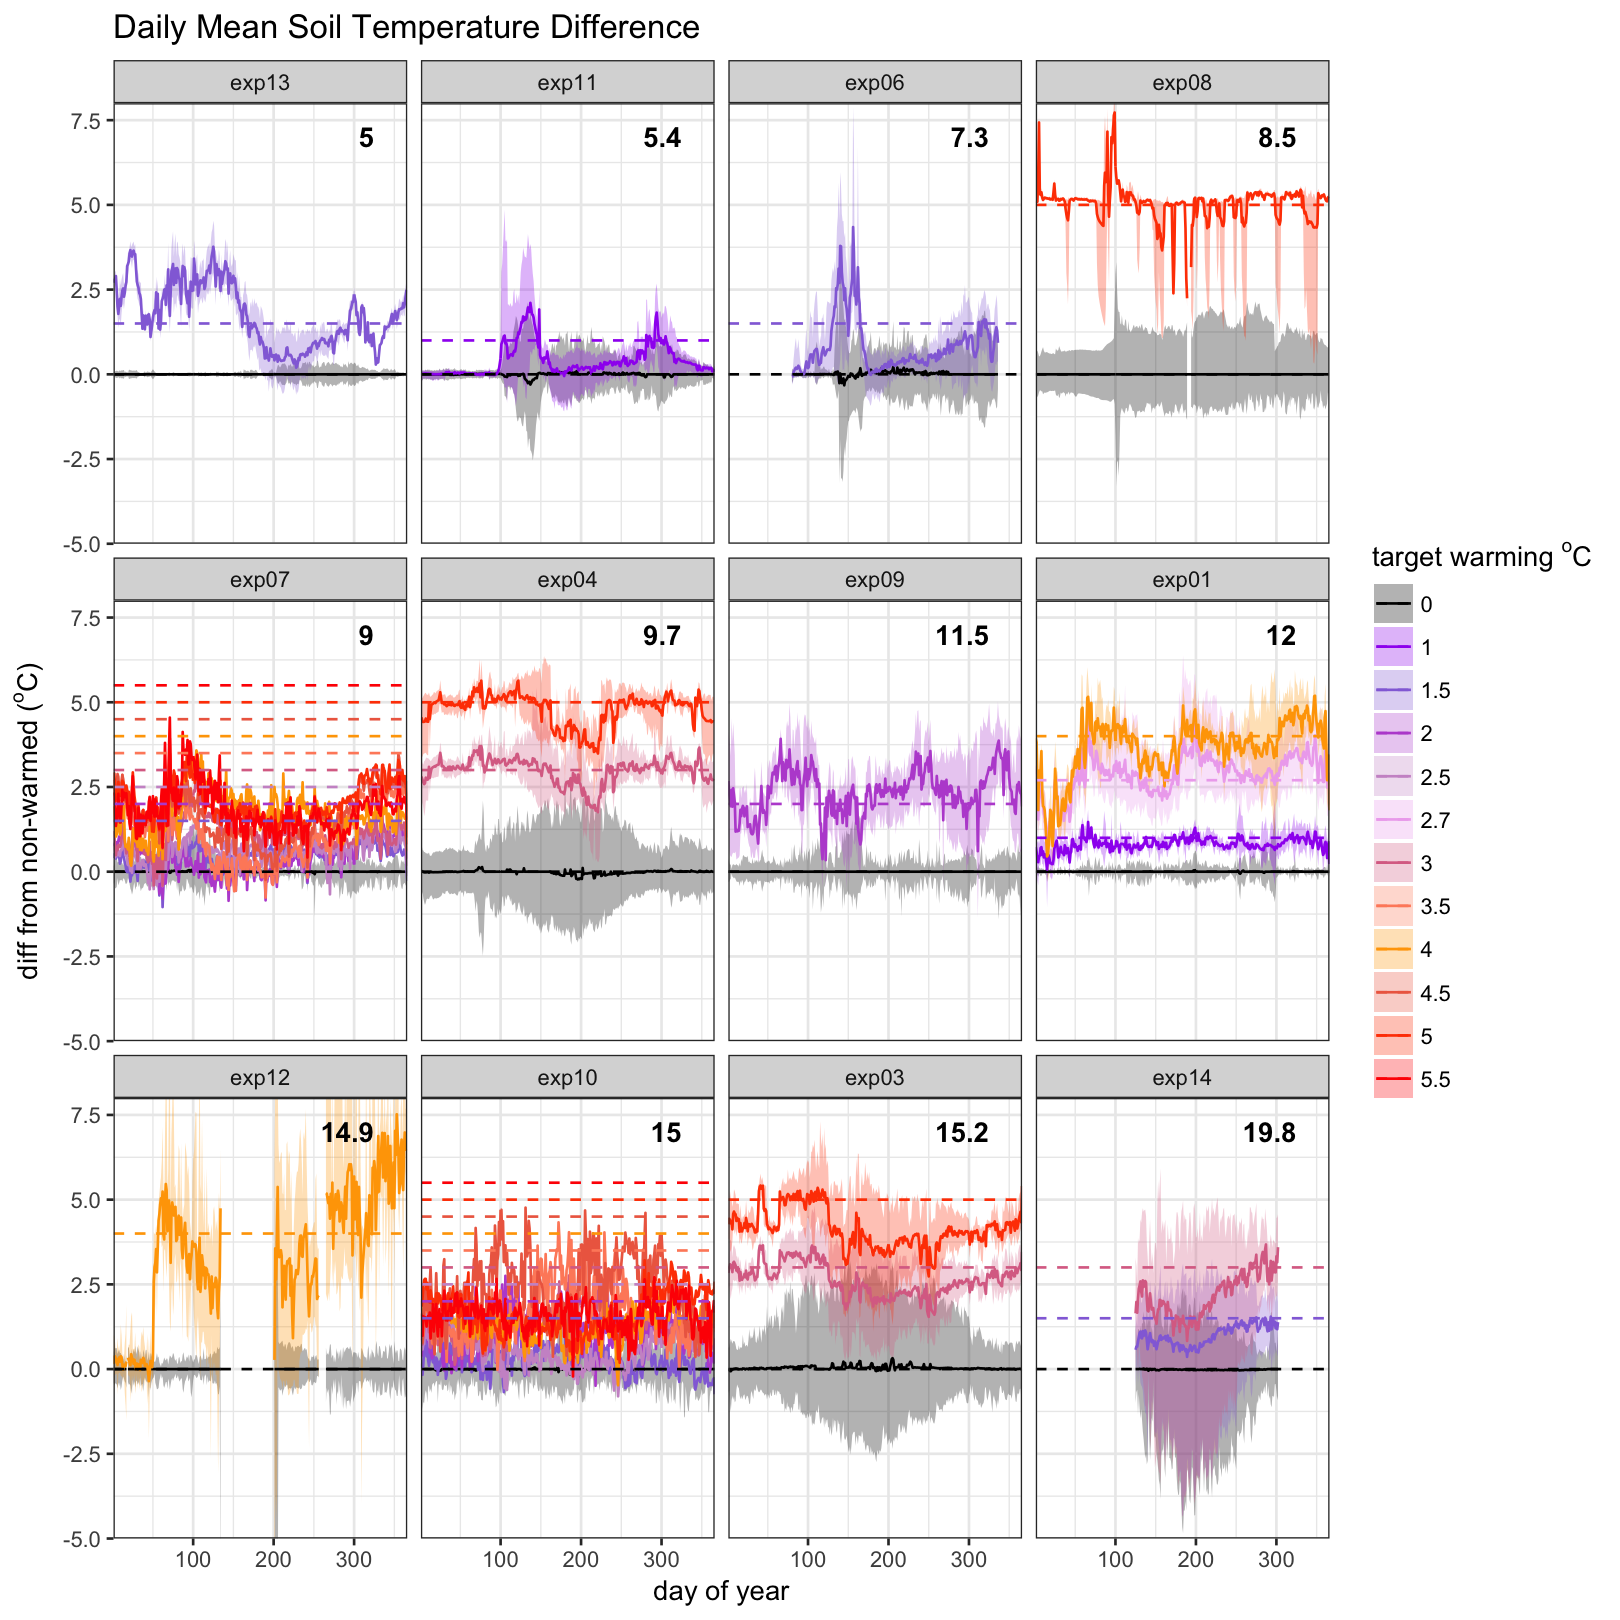 Daily Mean Soil Temperature Difference
exp13 exp11 exp06 exp08
7.5 5 5.4 7.3 8.5
5.0
2.5
0.0
-2.5
-5.0
exp07 exp04 exp09 exp01
7.5 9 9.7 11.5 12
5.0
2.5
0.0
-2.5
-5.0
exp12 exp10 exp03 exp14
7.5 14.9 15 15.2 19.8
5.0
2.5
0.0
-2.5
-5.0
100 200 300 100 200 300 100 200 300 100 200 300
day of year
diff from non-warmed (°C)
target warming °C
0
1
1.5
2
2.5
2.7
3
3.5
4
4.5
5
5.5